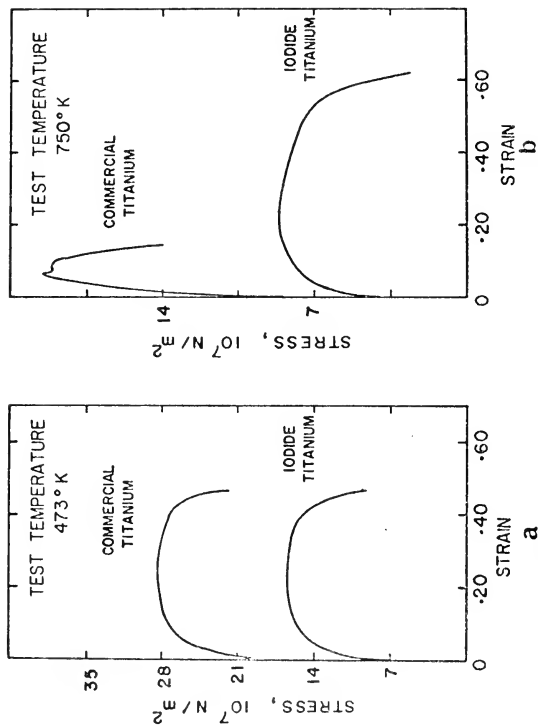 TEST TEMPERATURE
473°K
COMMERCIAL
TITANIUM
IODIDE
TITANIUM
35
28
21
14
7
STRESS, 10⁷ N/m²
0
.20
.40
.60
STRAIN
a
TEST TEMPERATURE
750°K
COMMERCIAL
TITANIUM
IODIDE
TITANIUM
14
7
STRESS, 10⁷ N/m²
0
.20
.40
.60
STRAIN
b